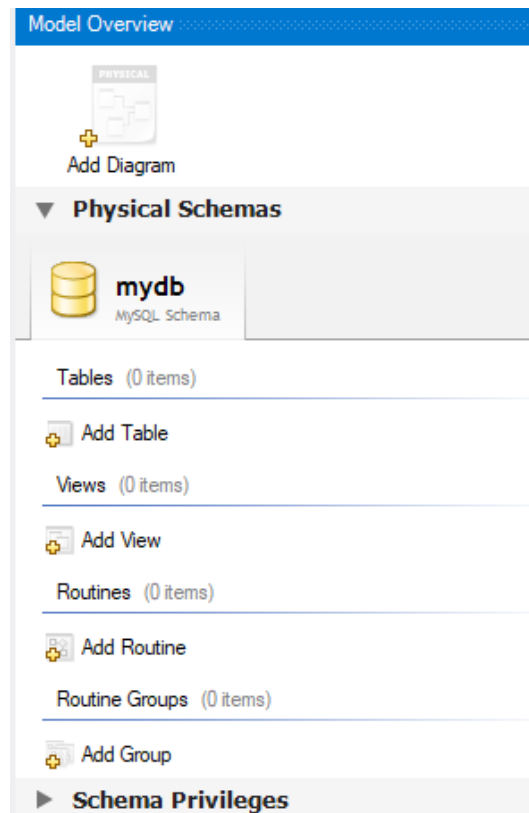 Model Overview
PHYSICAL
Add Diagram
Physical Schemas
mydb
MySQL Schema
Tables (0 items)
Add Table
Views (0 items)
Add View
Routines (0 items)
Add Routine
Routine Groups (0 items)
Add Group
Schema Privileges